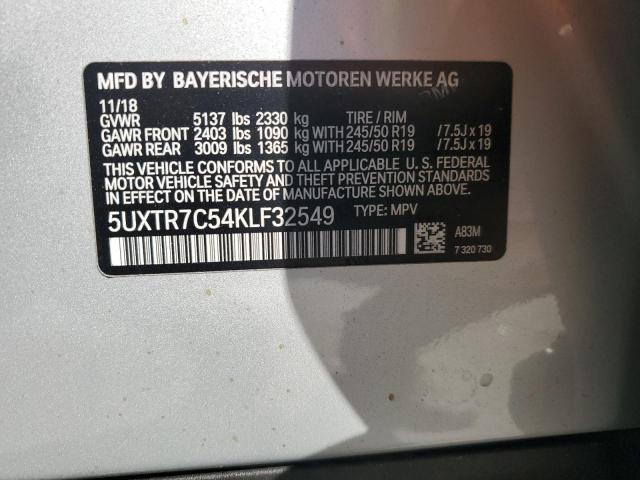 MFD BY BAYERISCHE MOTOREN WERKE AG
11/18
GVWR 5137 lbs 2330 kg TIRE / RIM
GAWR FRONT 2403 lbs 1090 kg WITH 245/50 R19 /7.5J x 19
GAWR REAR 3009 lbs 1365 kg WITH 245/50 R19 /7.5J x 19
THIS VEHICLE CONFORMS TO ALL APPLICABLE U. S. FEDERAL
MOTOR VEHICLE SAFETY AND THEFT PREVENTION STANDARDS
IN EFFECT ON THE DATE OF MANUFACTURE SHOWN ABOVE.
5UXTR7C54KLF32549 TYPE: MPV
A83M
7 320 730